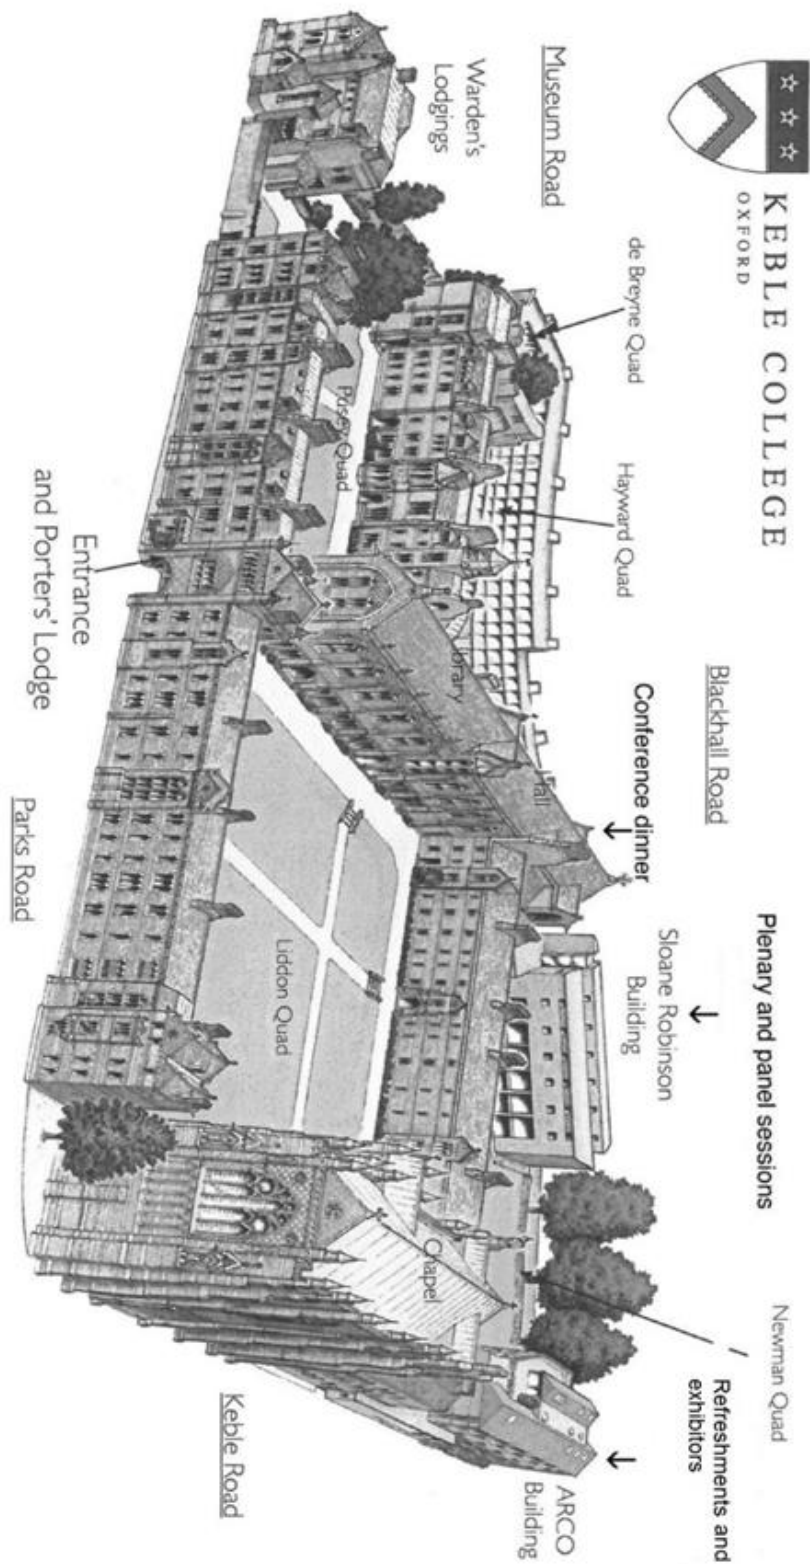 KEBLE COLLEGE
OXFORD
Museum Road
Warden's
Lodgings
de Breyne Quad
Hayward Quad
Blackhall Road
Conference dinner
Plenary and panel sessions
Sloane Robinson
Building
Newman Quad
Refreshments and
exhibitors
ARCO
Building
Pusey Quad
Hall
Liddon Quad
Chapel
Entrance
and Porters' Lodge
Parks Road
Keble Road